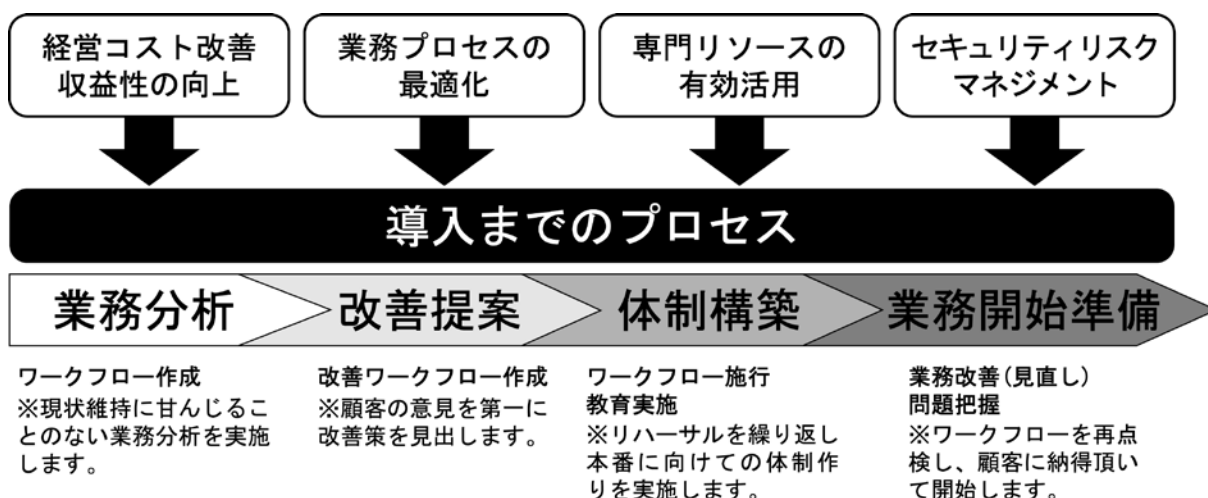 経営コスト改善
収益性の向上
業務プロセスの
最適化
専門リソースの
有効活用
セキュリティリスク
マネジメント
導入までのプロセス
業務分析
改善提案
体制構築
業務開始準備
ワークフロー作成
※現状維持に甘んじるこ
とのない業務分析を実施
します。
改善ワークフロー作成
※顧客の意見を第一に
改善策を見出します。
ワークフロー施行
教育実施
※リハーサルを繰り返し
本番に向けての体制作
りを実施します。
業務改善(見直し)
問題把握
※ワークフローを再点
検し、顧客に納得頂い
て開始します。